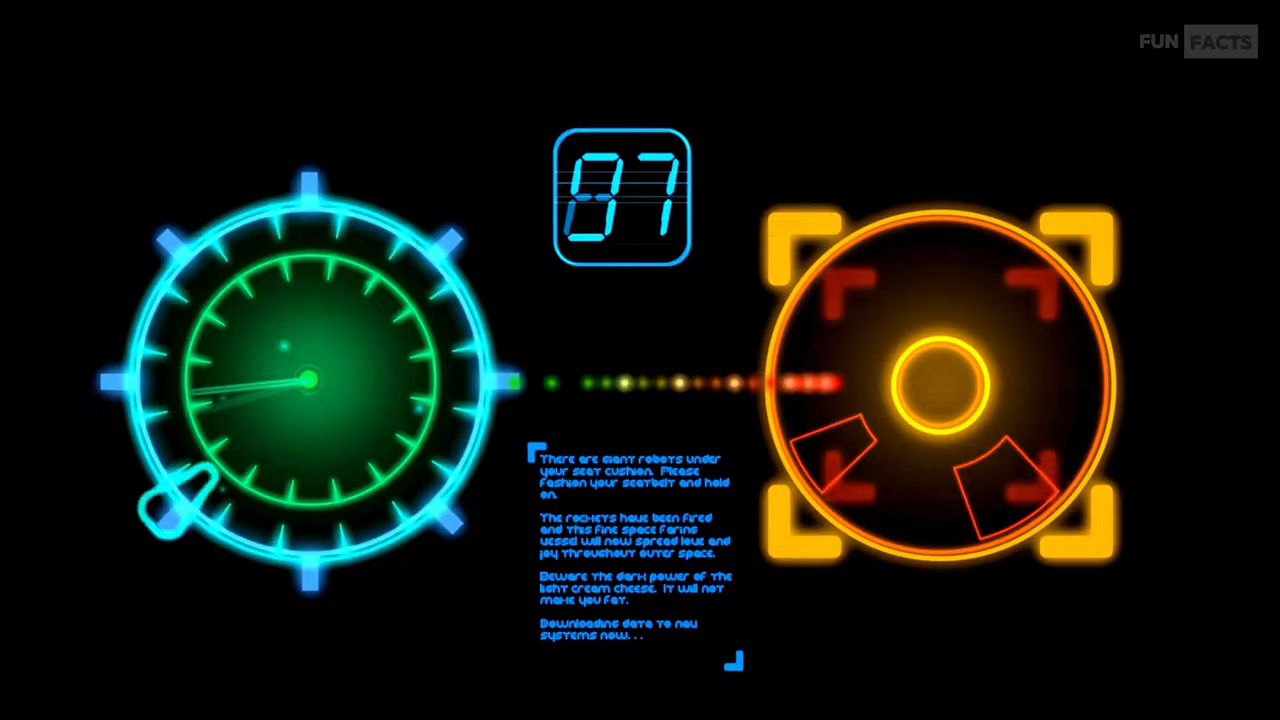 FUN FACTS
87
There are giant robots under
your seat cushion. Please
fashion your seatbelt and hold
on.
The rockets have been fired
and this fine space faring
vessel will now spread love and
joy throughout outer space.
Beware the dark power of the
light cream cheese. It will not
make you fat.
Downloading data to nav
systems now...